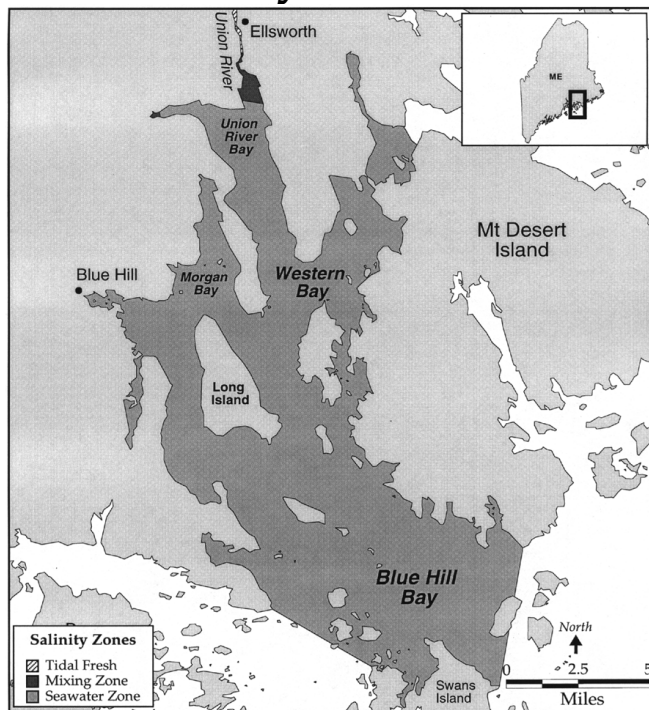 Union River
Ellsworth
ME
Union
River
Bay
Mt Desert
Island
Blue Hill
Morgan
Bay
Western
Bay
Long
Island
Blue Hill
Bay
Salinity Zones
Tidal Fresh
Mixing Zone
Seawater Zone
Swans
Island
North
0 2.5 5
Miles